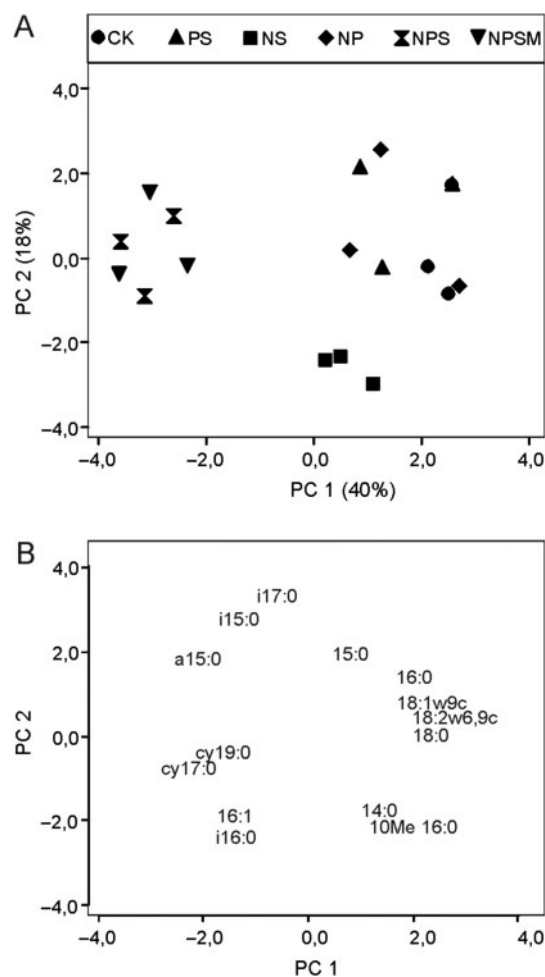 A
CK PS NS NP NPS NPSM
4,0
2,0
0,0
-2,0
-4,0
PC 2 (18%)
-4,0 -2,0 0,0 2,0 4,0
PC 1 (40%)
B
4,0
2,0
0,0
-2,0
-4,0
PC 2
i17:0
i15:0
a15:0
15:0
16:0
18:1w9c
18:2w6,9c
18:0
cy19:0
cy17:0
16:1
i16:0
14:0
10Me 16:0
-4,0 -2,0 0,0 2,0 4,0
PC 1